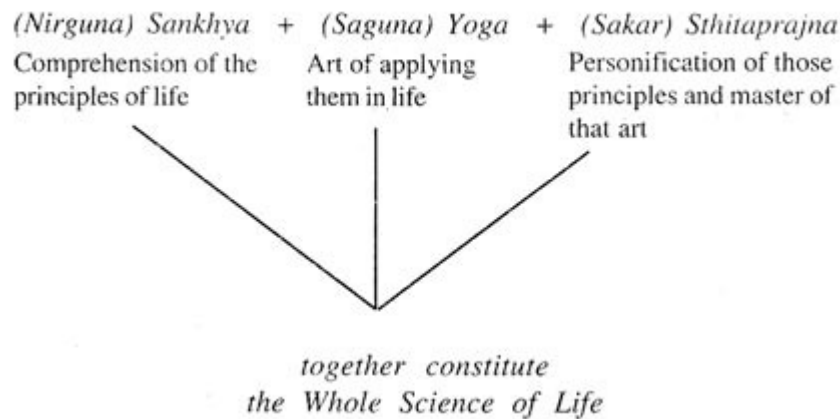 (Nirguna) Sankhya + (Saguna) Yoga + (Sakar) Sthitaprajna
Comprehension of the principles of life
Art of applying them in life
Personification of those principles and master of that art
together constitute
the Whole Science of Life